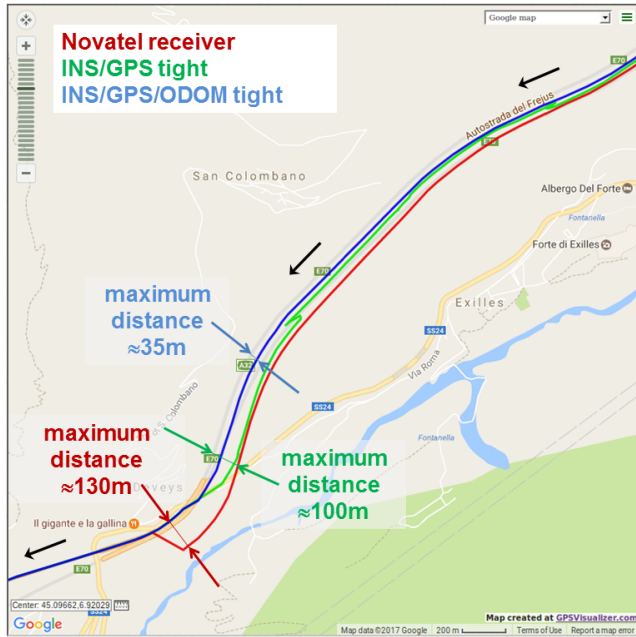 Google map
Novatel receiver
INS/GPS tight
INS/GPS/ODOM tight
E70
Autostrada del Frejus
San Colombano
Albergo Del Forte
Fontanella
Forte di Exilles
E70
Exilles
maximum
distance
≈35m
SS24
A32
Via Roma
SS24
maximum
distance
≈130m
Fontanella
E70
maximum
distance
≈100m
Deveys
Il gigante e la gallina
E70
Center: 45.09662,6.92029
SS24
Google
Map created at GPSVisualizer.com
Map data ©2017 Google
200 m
Terms of Use
Report a map error